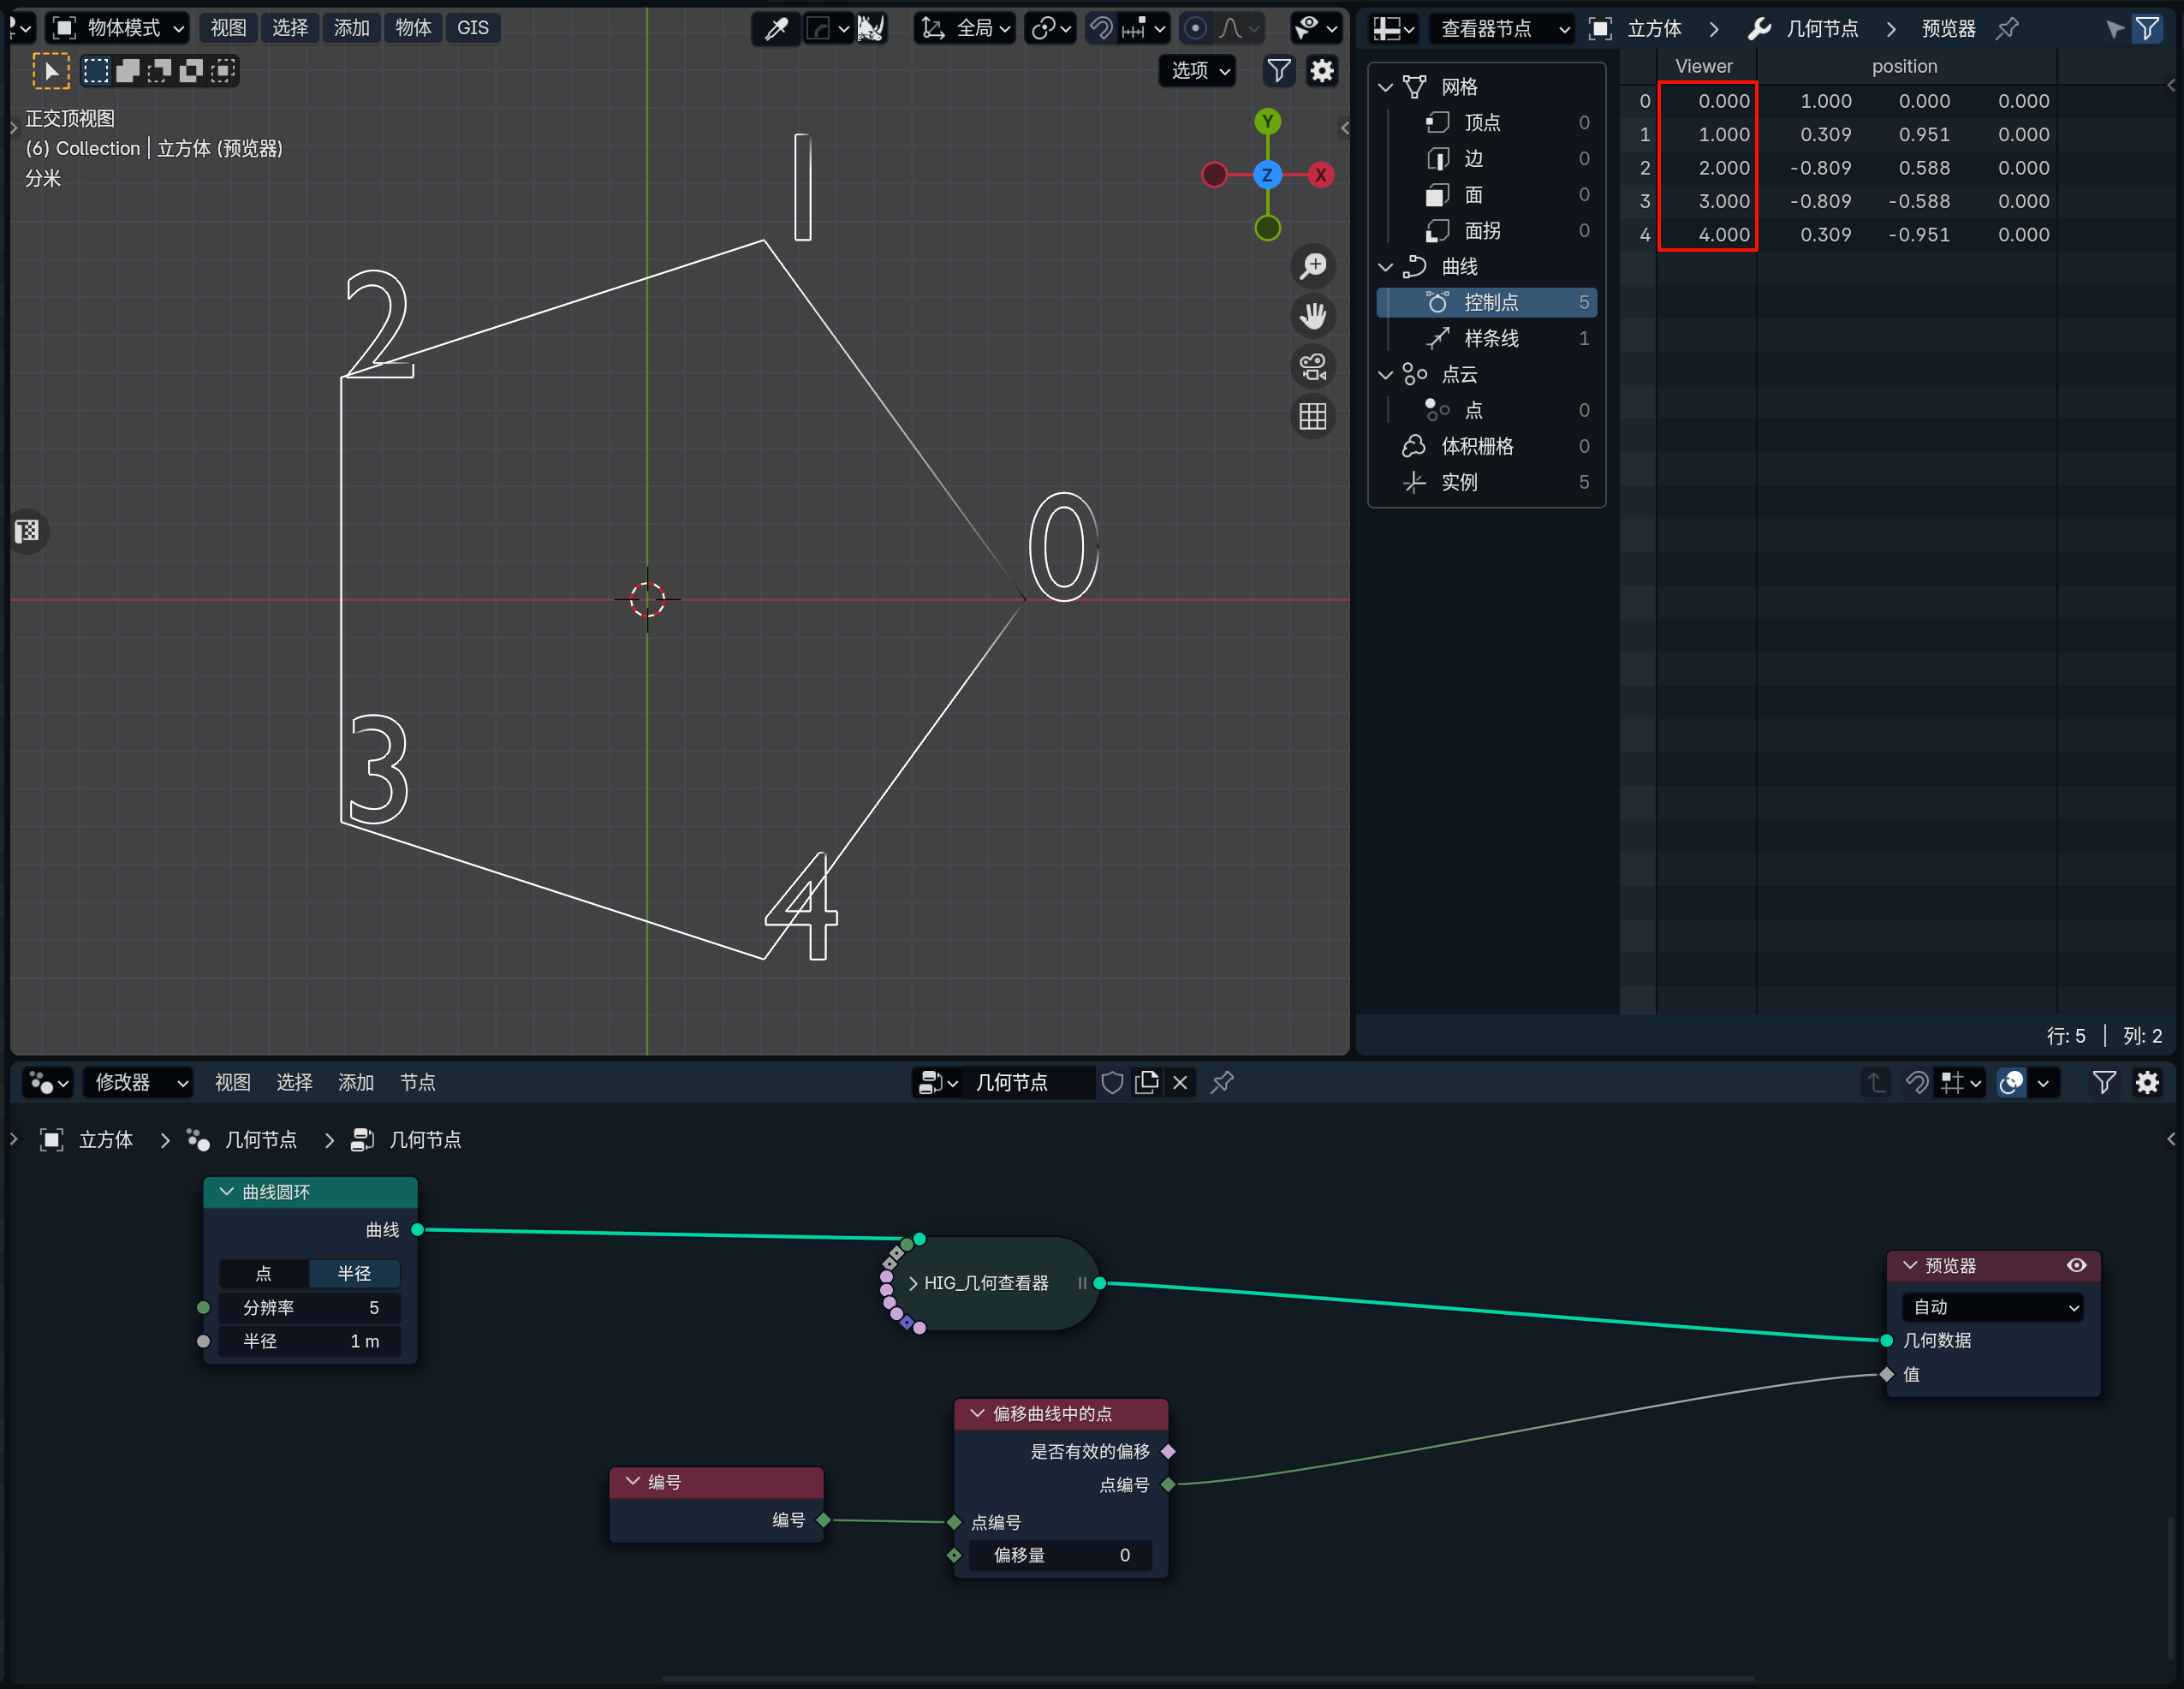 物体模式 视图 选择 添加 物体 GIS 全局
选项
正交顶视图
(6) Collection | 立方体 (预览器)
分米
Y
Z X
1
2
0
3
4
查看器节点 立方体 几何节点 预览器
网格
顶点 0
边 0
面 0
面拐 0
曲线
控制点 5
样条线 1
点云
点 0
体积栅格 0
实例 5
Viewer position
0 0.000 1.000 0.000 0.000
1 1.000 0.309 0.951 0.000
2 2.000 -0.809 0.588 0.000
3 3.000 -0.809 -0.588 0.000
4 4.000 0.309 -0.951 0.000
行: 5 | 列: 2
修改器 视图 选择 添加 节点 几何节点
立方体 几何节点 几何节点
曲线圆环
曲线
点 半径
分辨率 5
半径 1 m
HIG_几何查看器
预览器
自动
几何数据
值
偏移曲线中的点
是否有效的偏移
点编号
点编号
偏移量 0
编号
编号